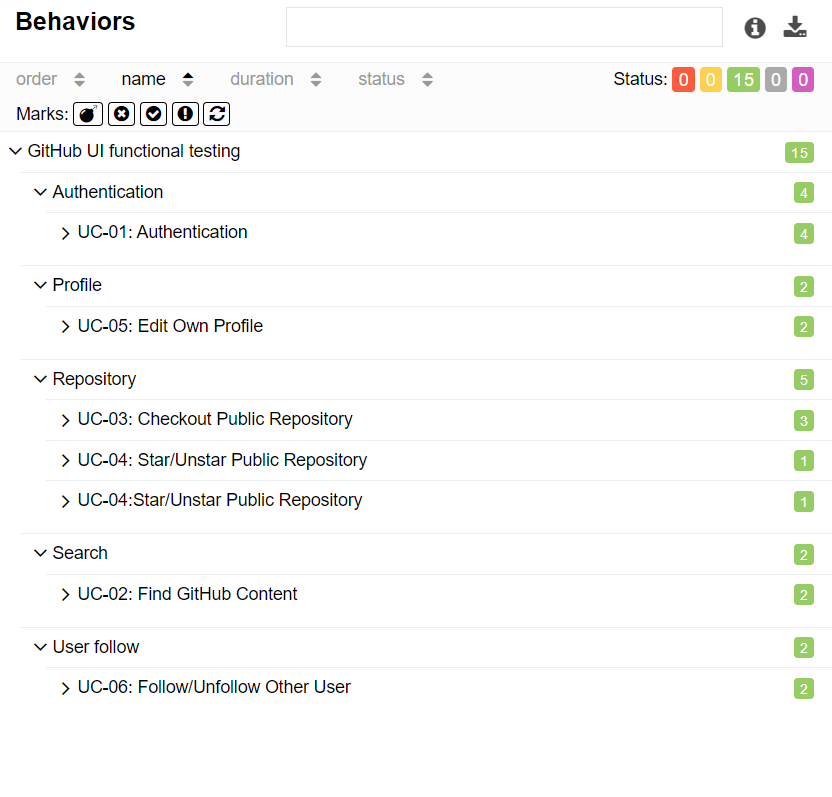 Behaviors
order name duration status Status: 0 0 15 0 0
Marks:
GitHub UI functional testing 15
Authentication 4
UC-01: Authentication 4
Profile 2
UC-05: Edit Own Profile 2
Repository 5
UC-03: Checkout Public Repository 3
UC-04: Star/Unstar Public Repository 1
UC-04:Star/Unstar Public Repository 1
Search 2
UC-02: Find GitHub Content 2
User follow 2
UC-06: Follow/Unfollow Other User 2